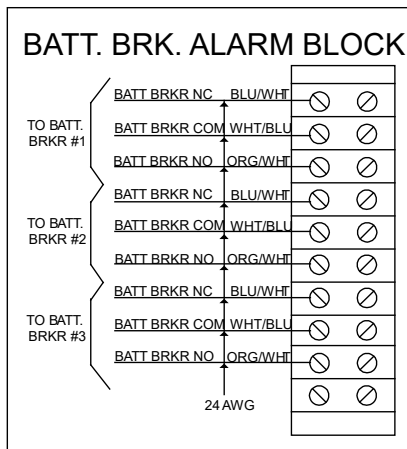 BATT. BRK. ALARM BLOCK
BATT BRKR NC BLU/WHT
TO BATT.
BRKR #1
BATT BRKR COM WHT/BLU
BATT BRKR NO ORG/WHT
BATT BRKR NC BLU/WHT
TO BATT.
BRKR #2
BATT BRKR COM WHT/BLU
BATT BRKR NO ORG/WHT
BATT BRKR NC BLU/WHT
TO BATT.
BRKR #3
BATT BRKR COM WHT/BLU
BATT BRKR NO ORG/WHT
24 AWG